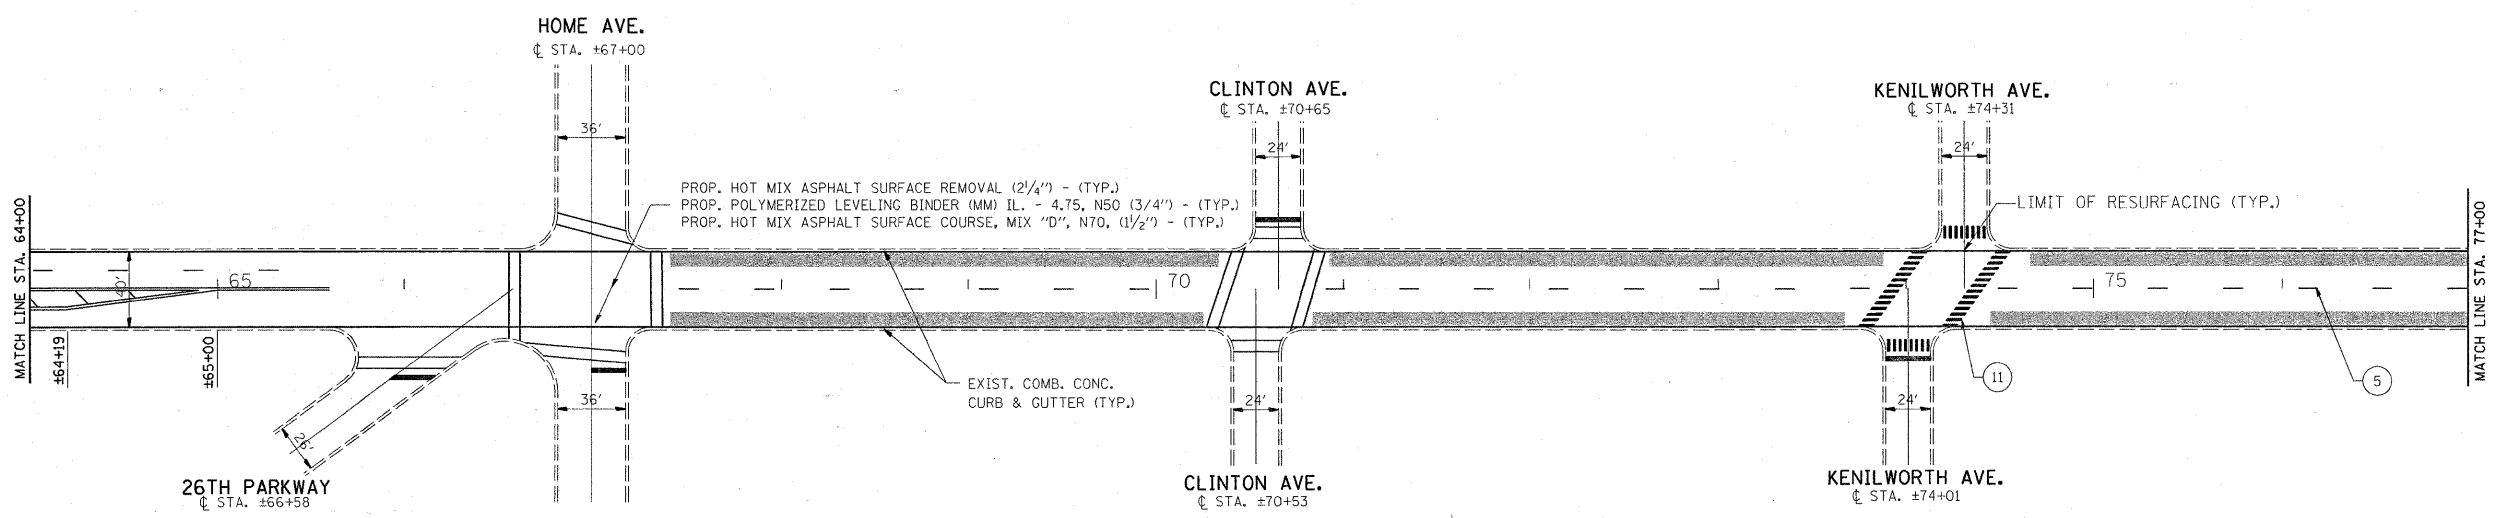 HOME AVE.
℄ STA. ±67+00
CLINTON AVE.
℄ STA. ±70+65
KENILWORTH AVE.
℄ STA. ±74+31
36'
24'
24'
PROP. HOT MIX ASPHALT SURFACE REMOVAL (2 1/4") - (TYP.)
PROP. POLYMERIZED LEVELING BINDER (MM) IL. - 4.75, N50 (3/4") - (TYP.)
PROP. HOT MIX ASPHALT SURFACE COURSE, MIX "D", N70, (1 1/2") - (TYP.)
LIMIT OF RESURFACING (TYP.)
MATCH LINE STA. 64+00
40'
65
70
75
MATCH LINE STA. 77+00
±64+19
±65+00
EXIST. COMB. CONC.
CURB & GUTTER (TYP.)
11
5
36'
24'
24'
26'
26TH PARKWAY
℄ STA. ±66+58
CLINTON AVE.
℄ STA. ±70+53
KENILWORTH AVE.
℄ STA. ±74+01